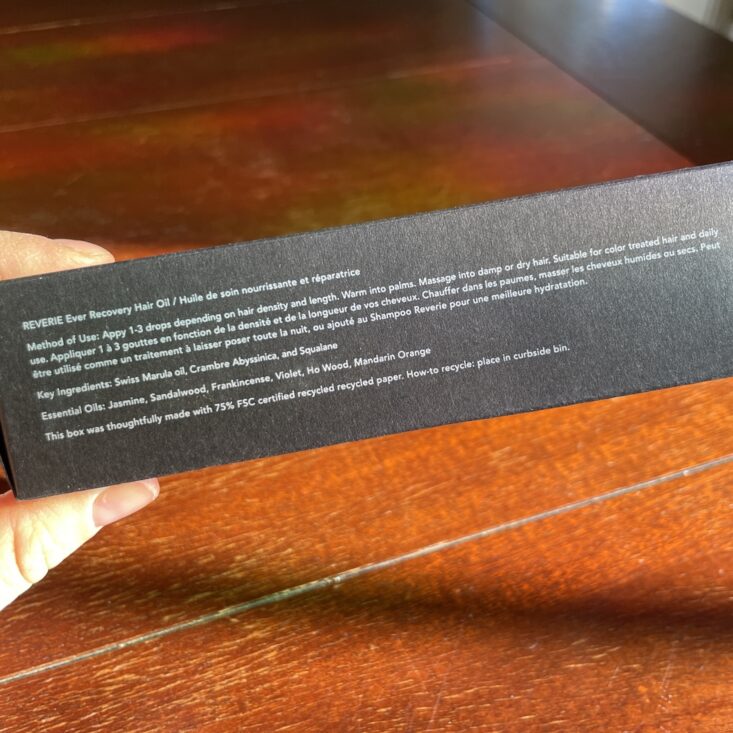 REVERIE Ever Recovery Hair Oil / Huile de soin nourrissante et réparatrice
Method of Use: Appy 1-3 drops depending on hair density and length. Warm into palms. Massage into damp or dry hair. Suitable for color treated hair and daily
use. Appliquer 1 à 3 gouttes en fonction de la densité et de la longueur de vos cheveux. Chauffer dans les paumes, masser les cheveux humides ou secs. Peut
être utilisé comme un traitement à laisser poser toute la nuit, ou ajouté au Shampoo Reverie pour une meilleure hydratation.
Key Ingredients: Swiss Marula oil, Crambre Abyssinica, and Squalane
Essential Oils: Jasmine, Sandalwood, Frankincense, Violet, Ho Wood, Mandarin Orange
This box was thoughtfully made with 75% FSC certified recycled recycled paper. How-to recycle: place in curbside bin.